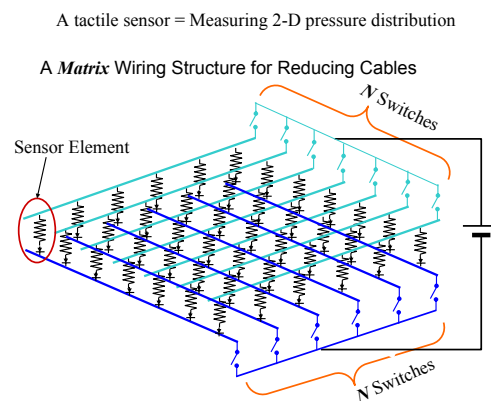 A tactile sensor = Measuring 2-D pressure distribution
A Matrix Wiring Structure for Reducing Cables
N Switches
Sensor Element
N Switches